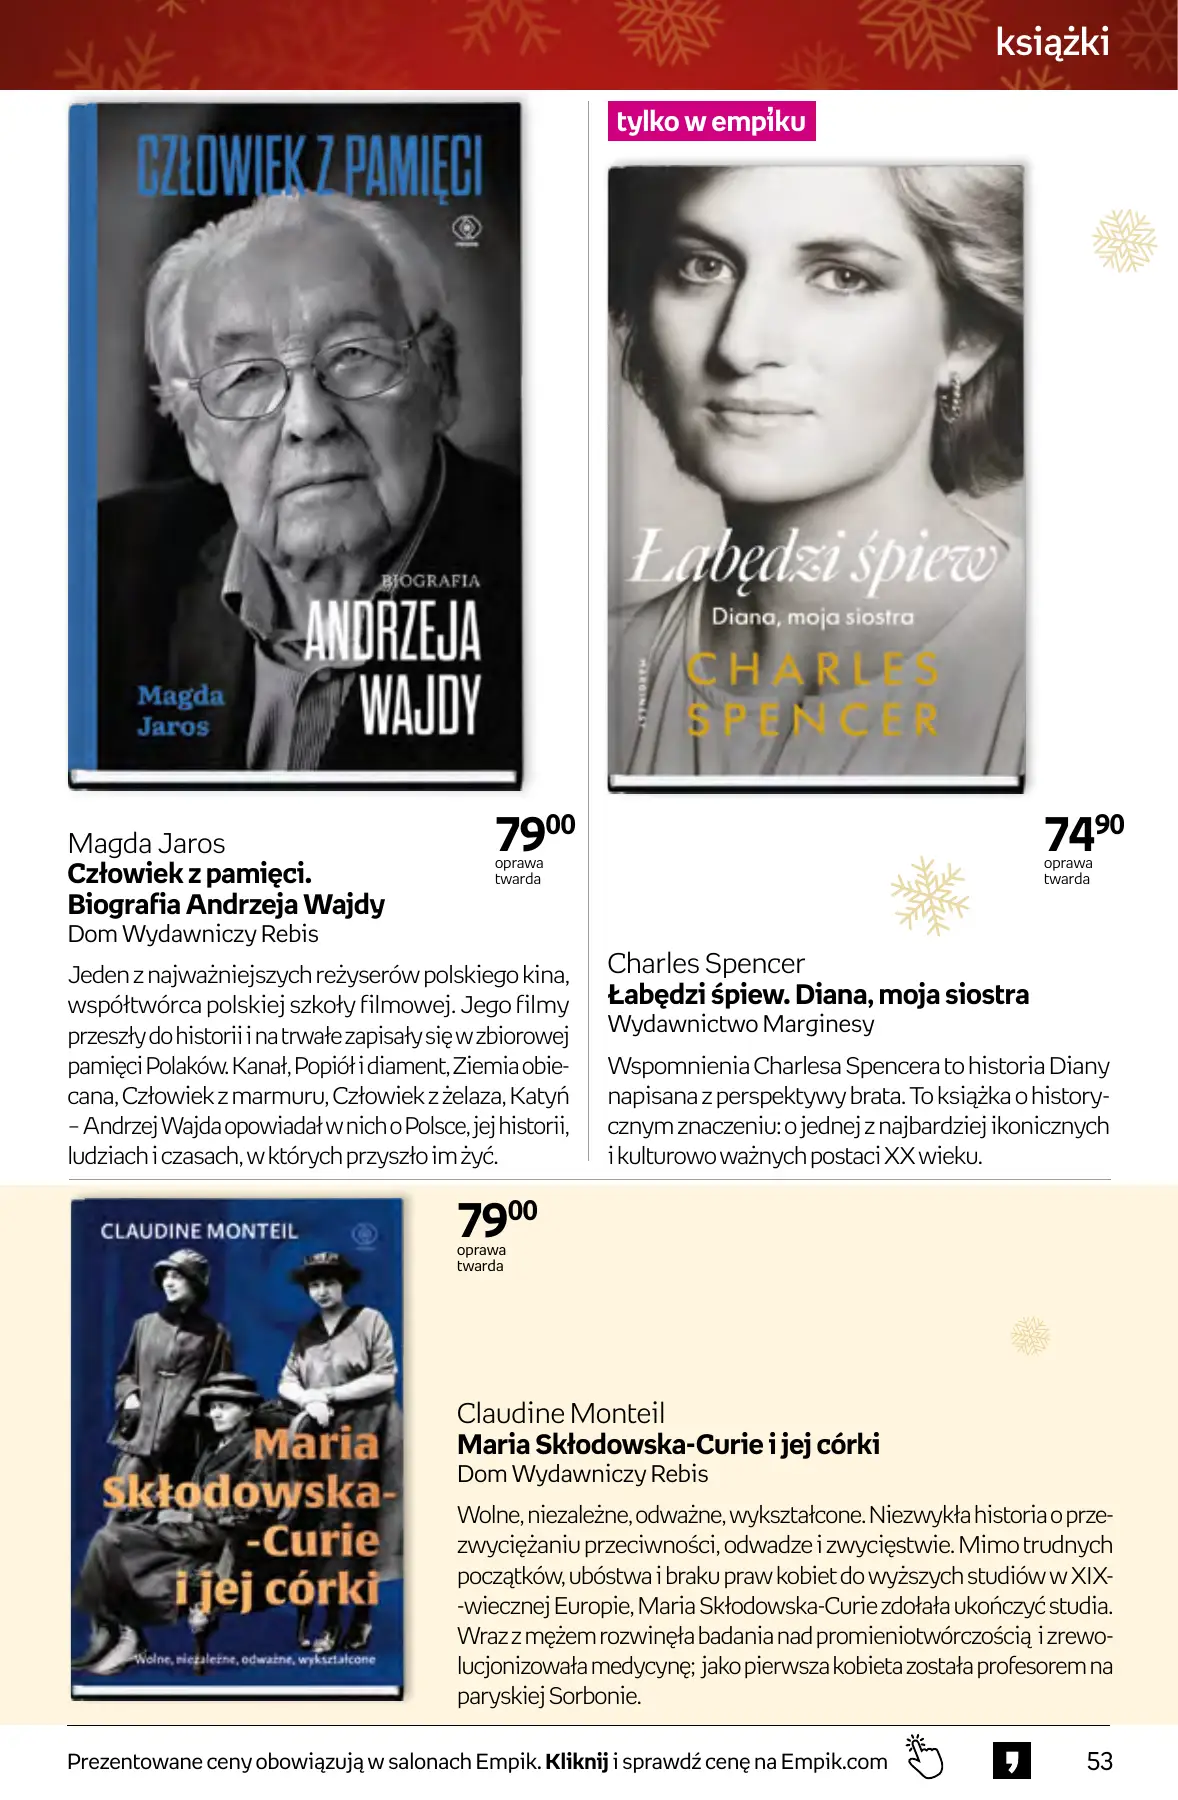 książki
CZŁOWIEK Z PAMIĘCI
BIOGRAFIA
ANDRZEJA
WAJDY
Magda
Jaros
Magda Jaros
Człowiek z pamięci.
Biografia Andrzeja Wajdy
Dom Wydawniczy Rebis
79⁰⁰
oprawa
twarda
Jeden z najważniejszych reżyserów polskiego kina,
współtwórca polskiej szkoły filmowej. Jego filmy
przeszły do historii i na trwałe zapisały się w zbiorowej
pamięci Polaków. Kanał, Popiół i diament, Ziemia obie-
cana, Człowiek z marmuru, Człowiek z żelaza, Katyń
– Andrzej Wajda opowiadał w nich o Polsce, jej historii,
ludziach i czasach, w których przyszło im żyć.
tylko w empiku
Łabędzi śpiew
Diana, moja siostra
CHARLES
SPENCER
MARGINESY
74⁹⁰
oprawa
twarda
Charles Spencer
Łabędzi śpiew. Diana, moja siostra
Wydawnictwo Marginesy
Wspomnienia Charlesa Spencera to historia Diany
napisana z perspektywy brata. To książka o history-
cznym znaczeniu: o jednej z najbardziej ikonicznych
i kulturowo ważnych postaci XX wieku.
CLAUDINE MONTEIL
Maria
Skłodowska-
-Curie
i jej córki
Wolne, niezależne, odważne, wykształcone
79⁰⁰
oprawa
twarda
Claudine Monteil
Maria Skłodowska-Curie i jej córki
Dom Wydawniczy Rebis
Wolne, niezależne, odważne, wykształcone. Niezwykła historia o prze-
zwyciężaniu przeciwności, odwadze i zwycięstwie. Mimo trudnych
początków, ubóstwa i braku praw kobiet do wyższych studiów w XIX-
-wiecznej Europie, Maria Skłodowska-Curie zdołała ukończyć studia.
Wraz z mężem rozwinęła badania nad promieniotwórczością i zrewo-
lucjonizowała medycynę; jako pierwsza kobieta została profesorem na
paryskiej Sorbonie.
Prezentowane ceny obowiązują w salonach Empik. Kliknij i sprawdź cenę na Empik.com
53